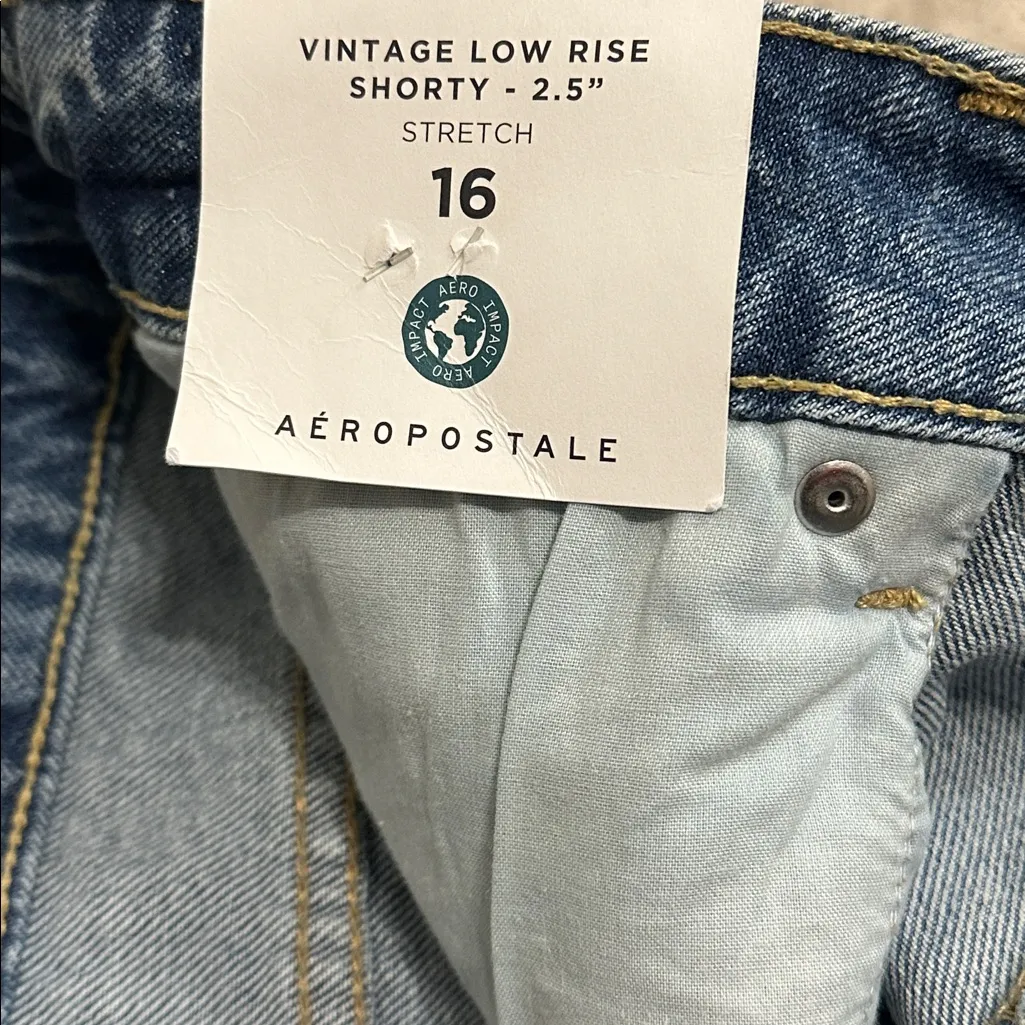 VINTAGE LOW RISE
SHORTY - 2.5”
STRETCH
16
AERO IMPACT AERO IMPACT
AÉROPOSTALE